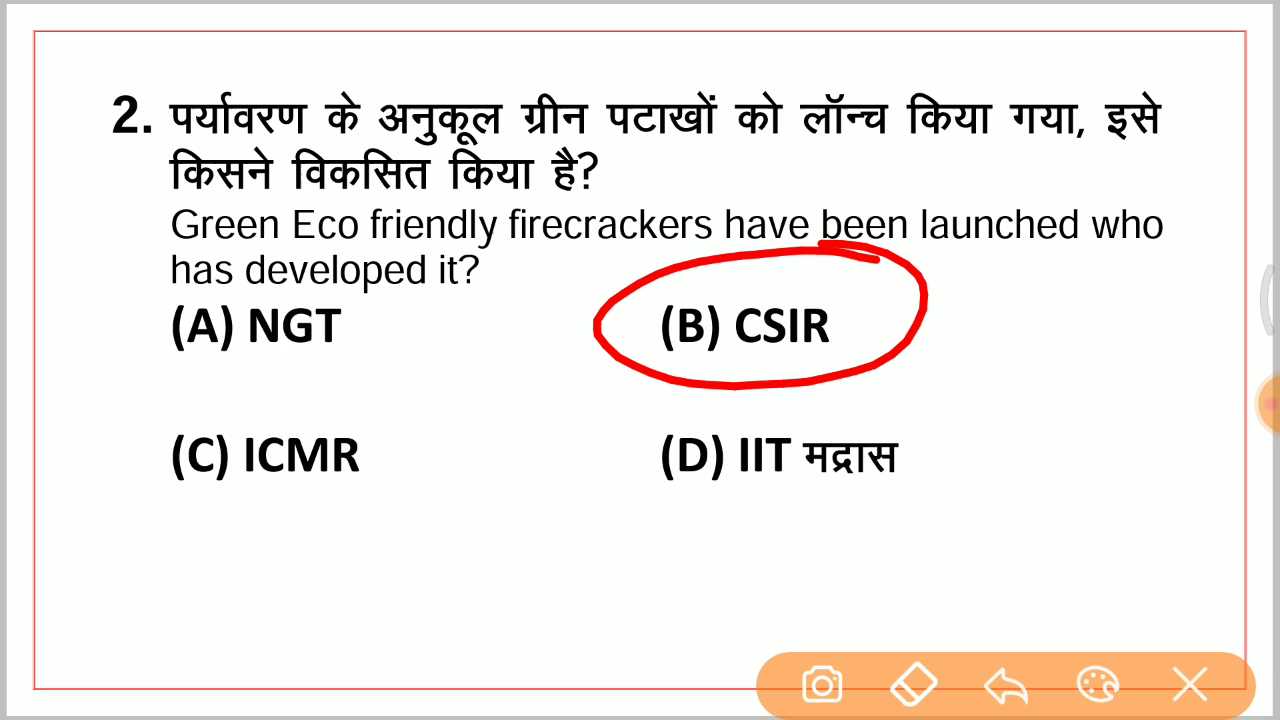 2. पर्यावरण के अनुकूल ग्रीन पटाखों को लॉन्च किया गया, इसे
किसने विकसित किया है?
Green Eco friendly firecrackers have been launched who
has developed it?
(A) NGT (B) CSIR
(C) ICMR (D) IIT मद्रास